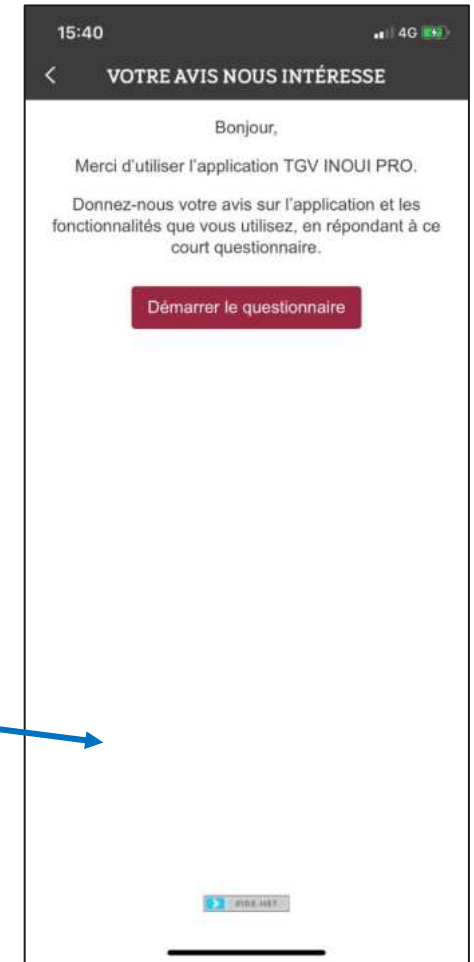 15:40
4G
VOTRE AVIS NOUS INTÉRESSE
Bonjour,
Merci d'utiliser l'application TGV INOUI PRO.
Donnez-nous votre avis sur l'application et les
fonctionnalités que vous utilisez, en répondant à ce
court questionnaire.
Démarrer le questionnaire